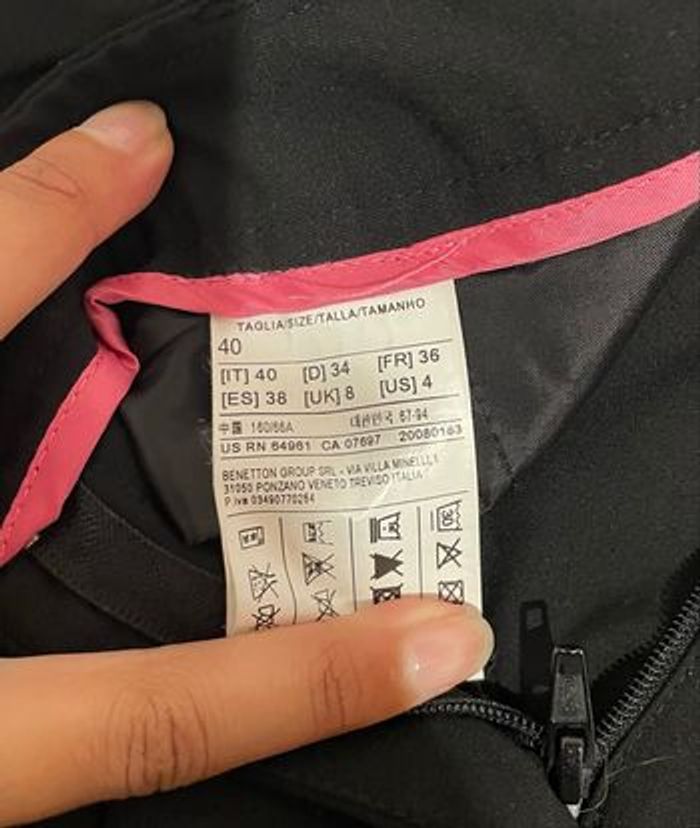 TAGLIA/SIZE/TALLA/TAMANHO
40
[IT] 40 [D] 34 [FR] 36
[ES] 38 [UK] 8 [US] 4
中国 160/66A 대한민국 67-94
US RN 64961 CA 07697 20080163
BENETTON GROUP SRL - VIA VILLA MINELLI,1
31050 PONZANO VENETO TREVISO ITALIA
P.iva 03490770264
30